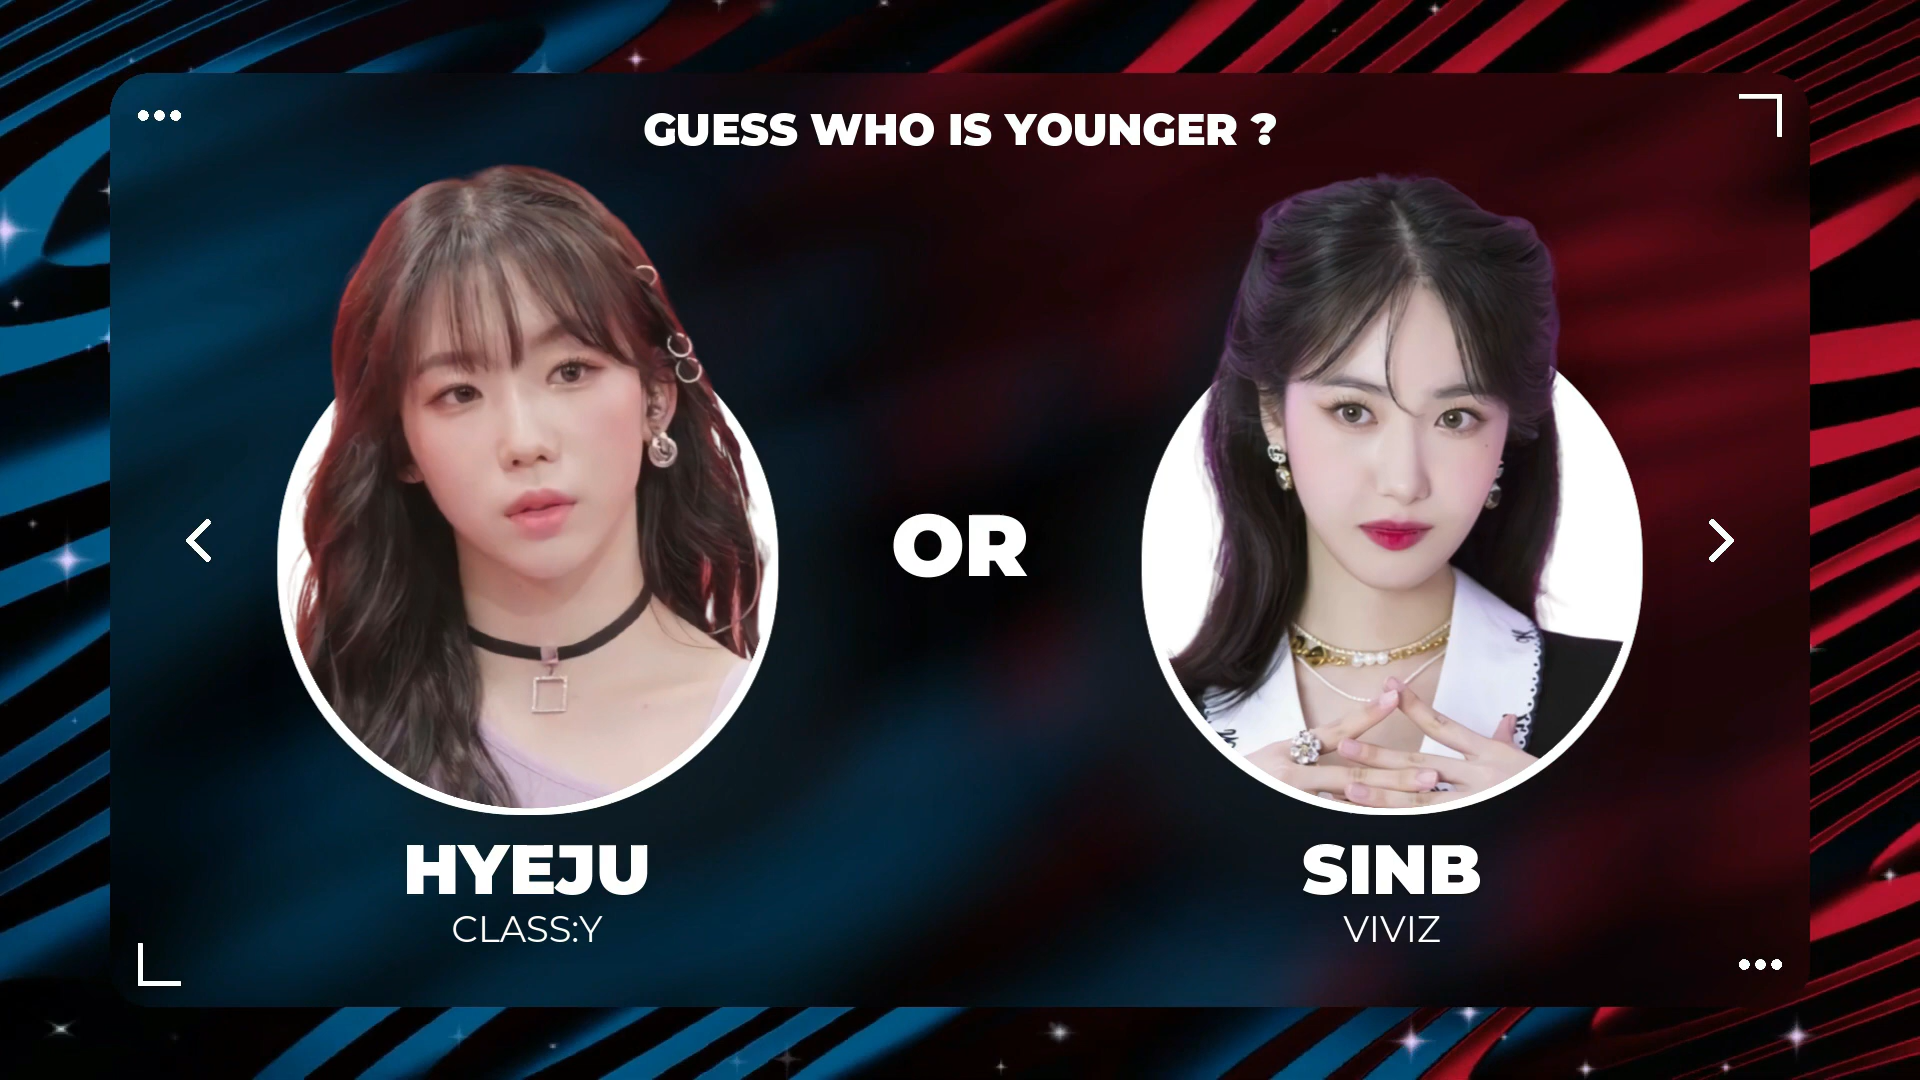 GUESS WHO IS YOUNGER ?
OR
HYEJU
CLASS:Y
SINB
VIVIZ